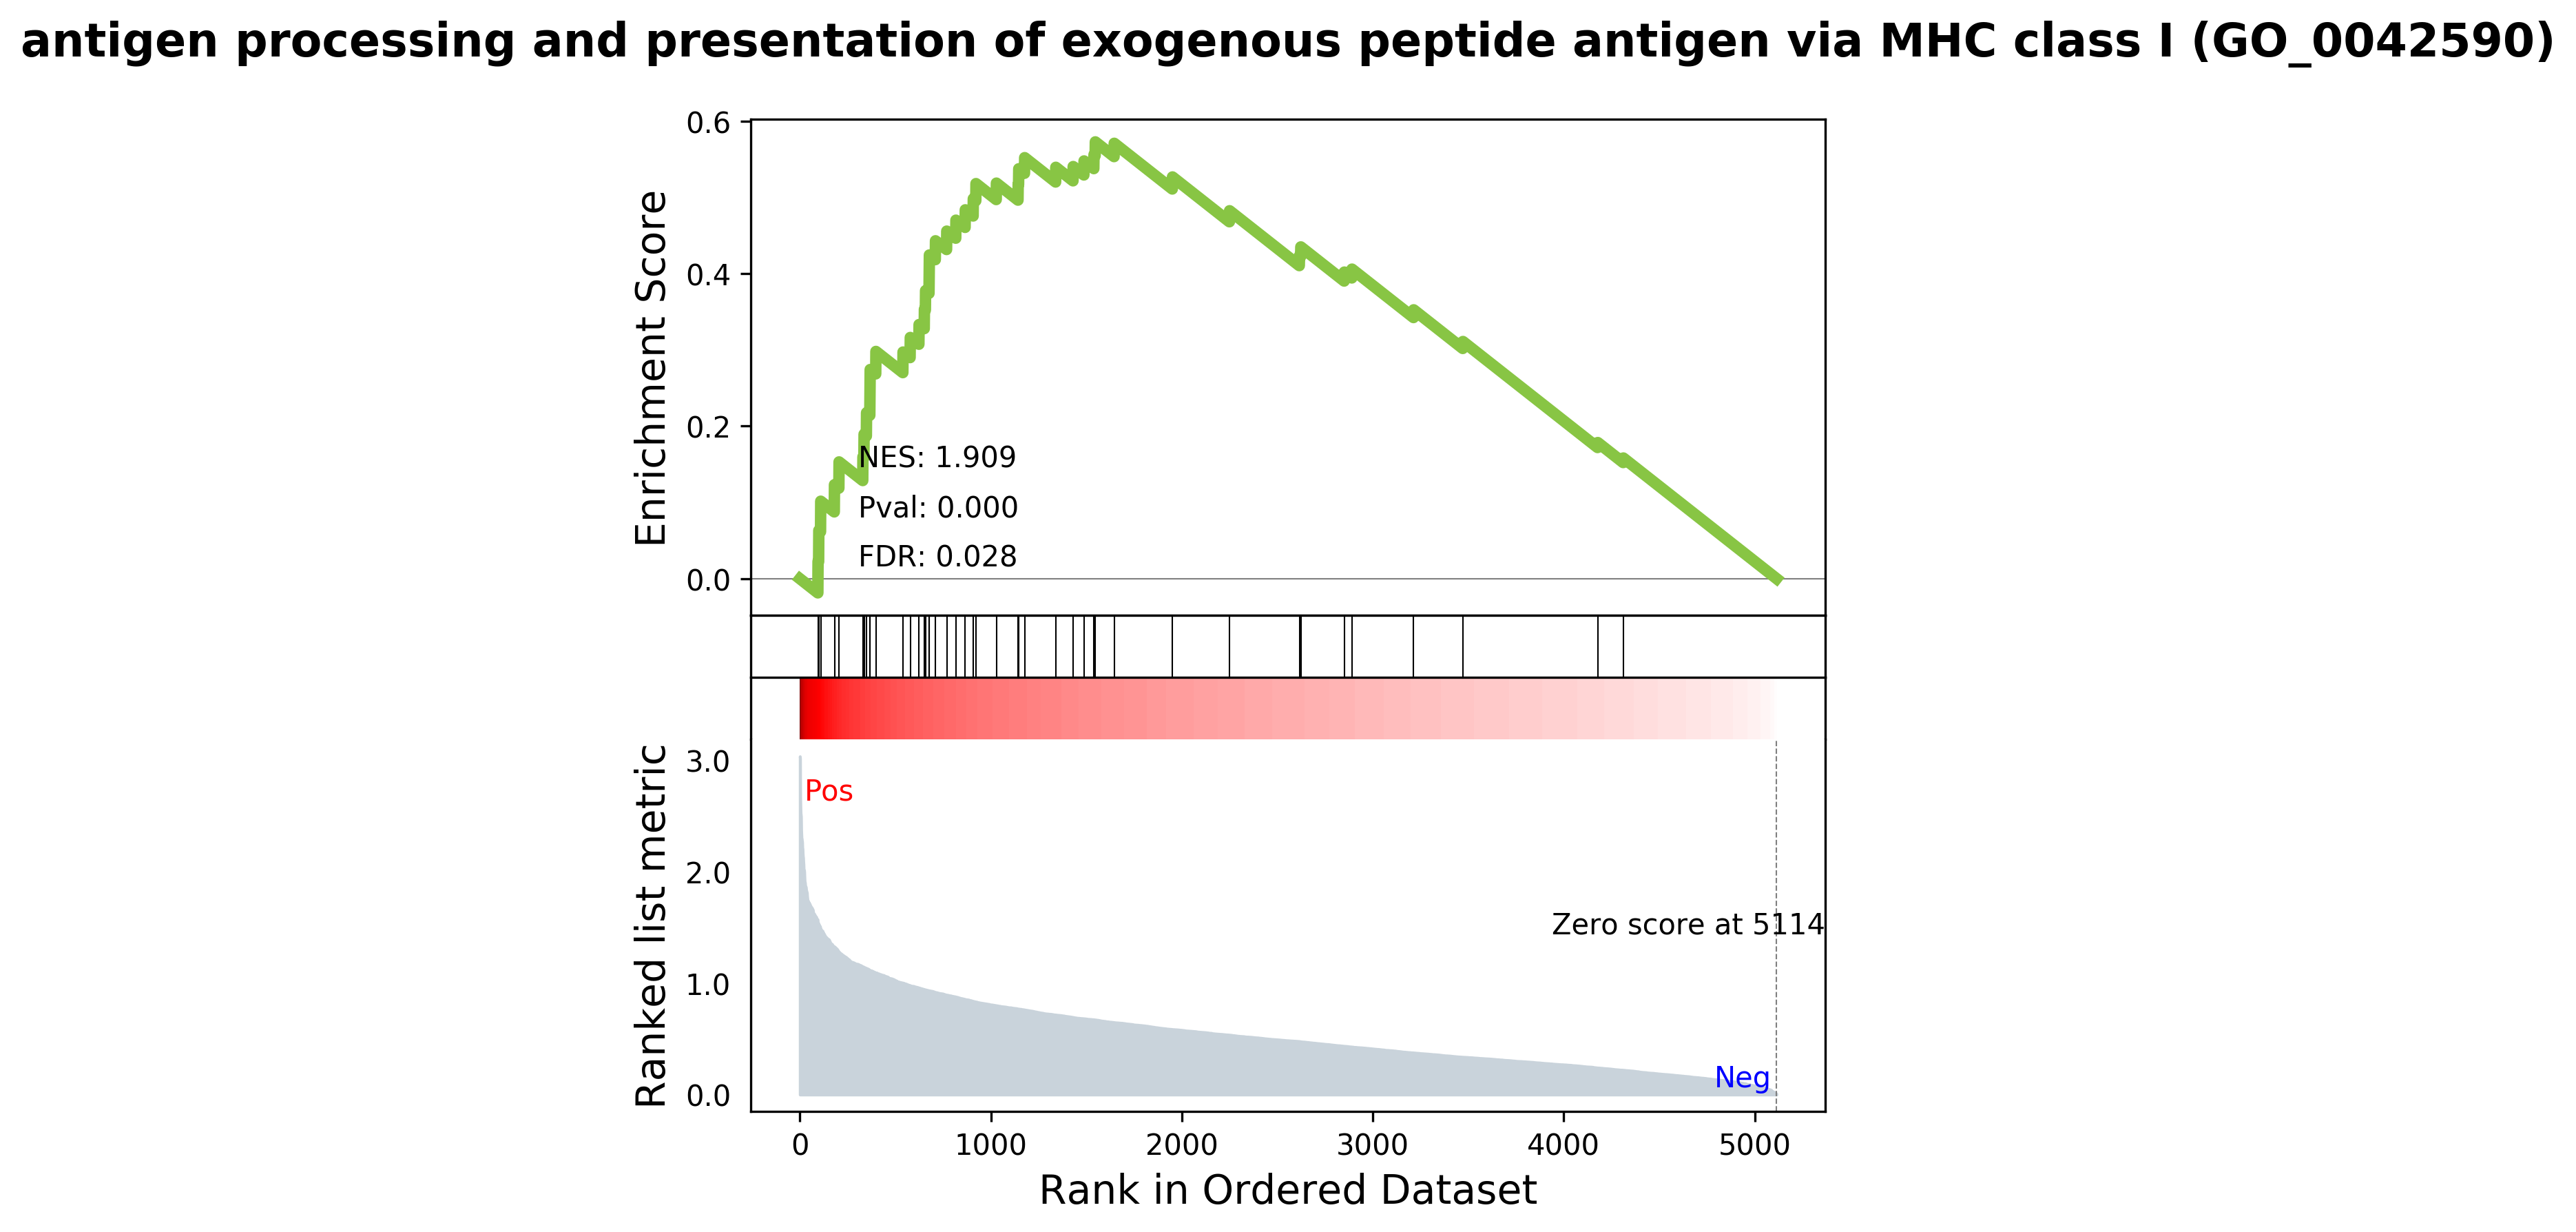 antigen processing and presentation of exogenous peptide antigen via MHC class I (GO_0042590)
0.6
0.4
0.2
0.0
Enrichment Score
NES: 1.909
Pval: 0.000
FDR: 0.028
3.0
2.0
1.0
0.0
Ranked list metric
Pos
Zero score at 5114
Neg
0 1000 2000 3000 4000 5000
Rank in Ordered Dataset